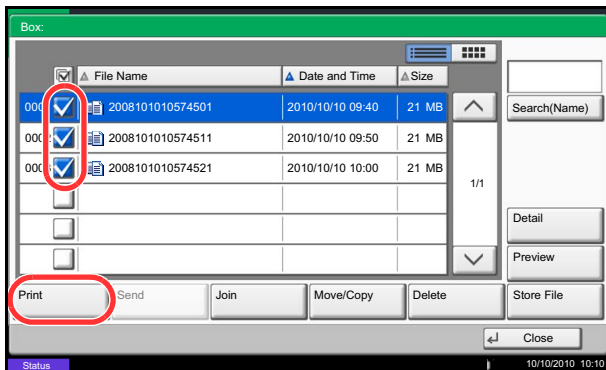 Box:
File Name Date and Time Size
2008101010574501 2010/10/10 09:40 21 MB
Search(Name)
2008101010574511 2010/10/10 09:50 21 MB
2008101010574521 2010/10/10 10:00 21 MB
1/1
Detail
Preview
Print Send Join Move/Copy Delete Store File
Close
Status 10/10/2010 10:10